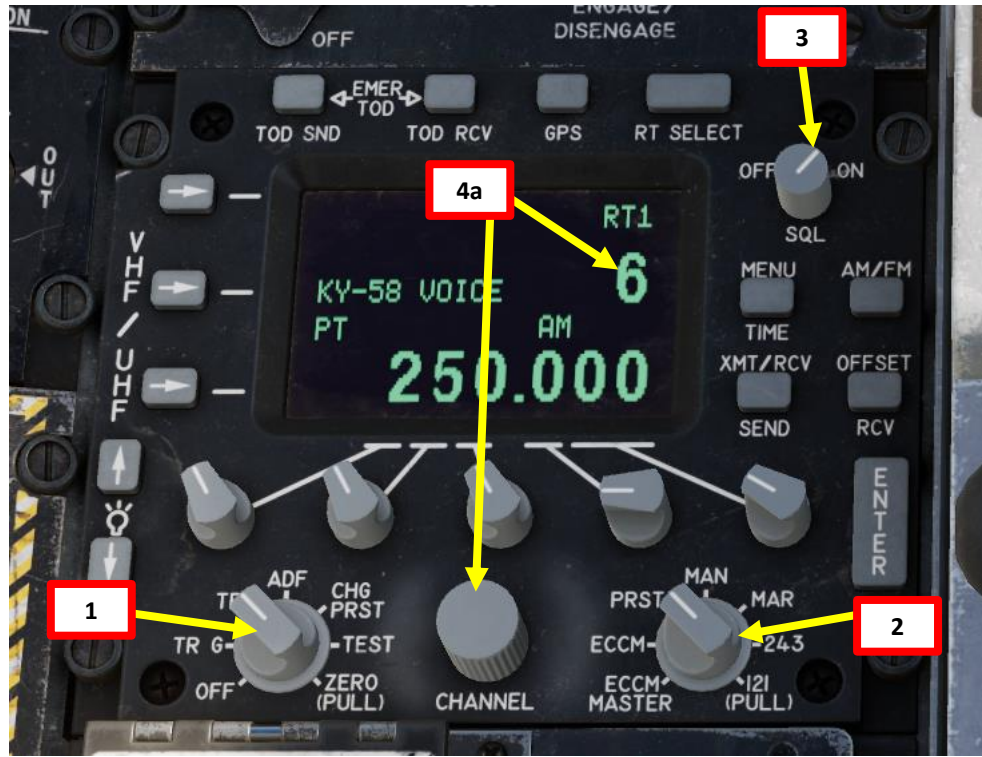 ON
OFF
ENGAGE/
DISENGAGE
3
EMER
TOD
TOD SND
TOD RCV
GPS
RT SELECT
OUT
OFF
ON
SQL
4a
RT1
6
KY-58 VOICE
PT
AM
250.000
VHF/UHF
MENU
TIME
AM/FM
XMT/RCV
SEND
OFFSET
RCV
ENTER
1
OFF
TR G
ADF
CHG
PRST
TEST
ZERO
(PULL)
CHANNEL
2
ECCM
MASTER
ECCM
PRST
MAN
MAR
243
121
(PULL)